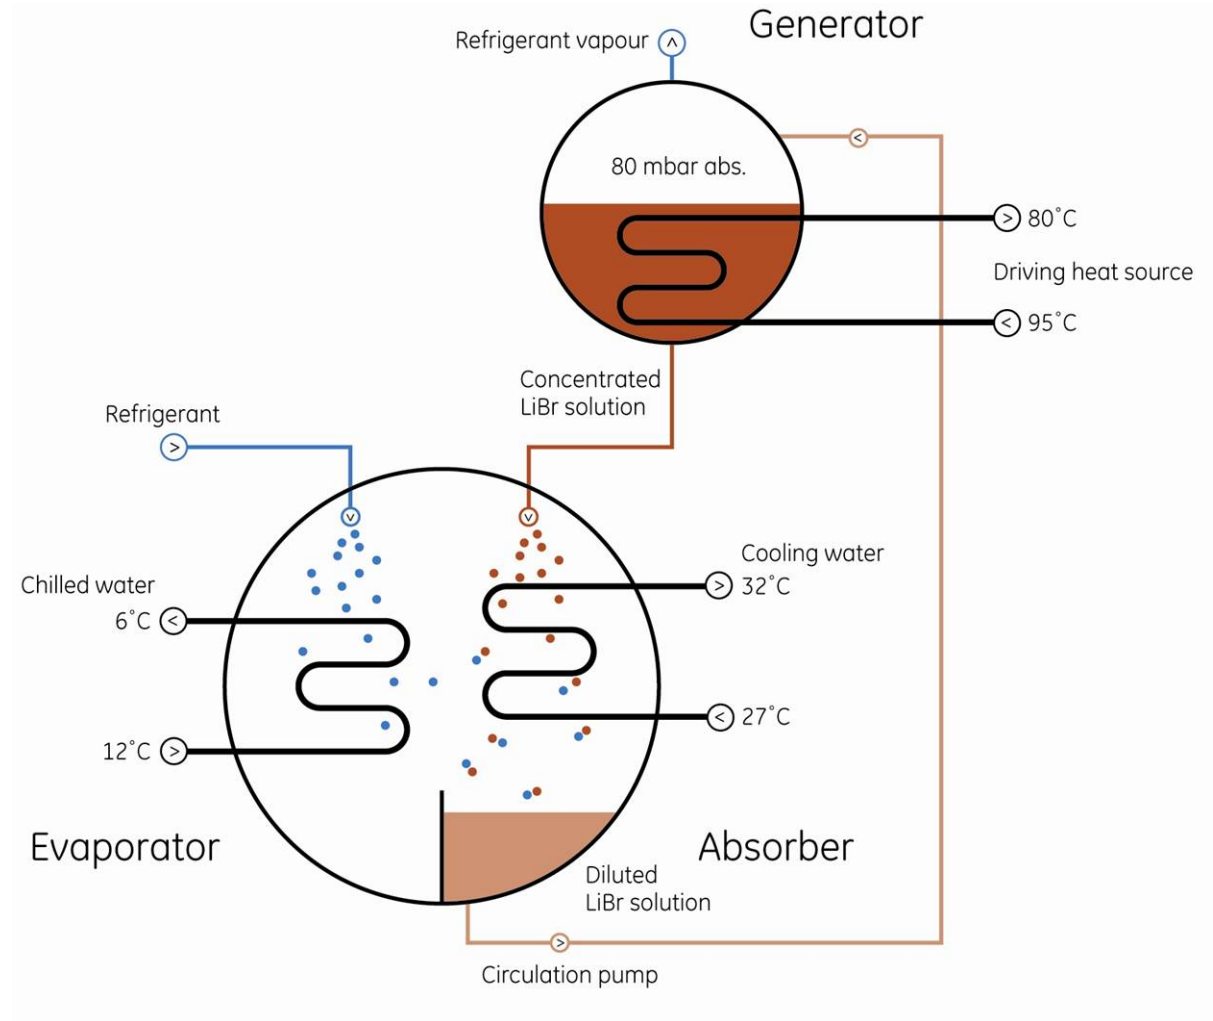 Generator
Refrigerant vapour
80 mbar abs.
80˚C
Driving heat source
95˚C
Concentrated
LiBr solution
Refrigerant
Cooling water
32˚C
Chilled water
6˚C
27˚C
12˚C
Evaporator
Absorber
Diluted
LiBr solution
Circulation pump